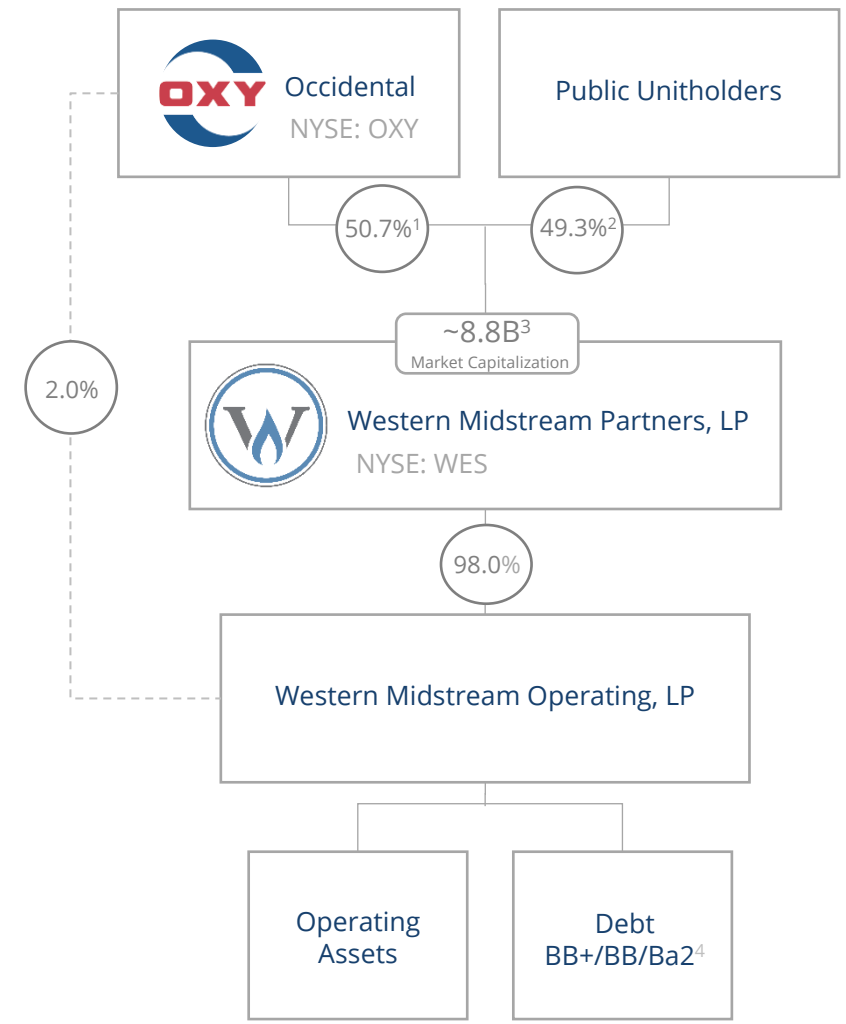 OXY
Occidental
NYSE: OXY
Public Unitholders
50.7%¹
49.3%²
~8.8B³
Market Capitalization
2.0%
W
Western Midstream Partners, LP
NYSE: WES
98.0%
Western Midstream Operating, LP
Operating
Assets
Debt
BB+/BB/Ba2⁴